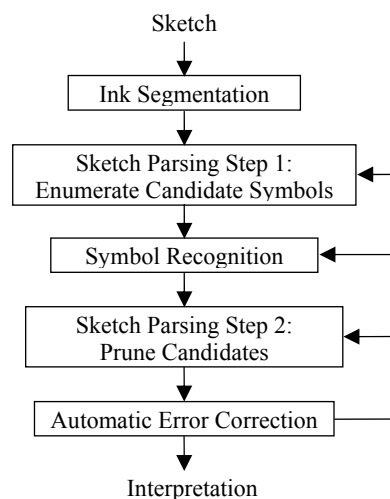 Sketch
Ink Segmentation
Sketch Parsing Step 1:
Enumerate Candidate Symbols
Symbol Recognition
Sketch Parsing Step 2:
Prune Candidates
Automatic Error Correction
Interpretation